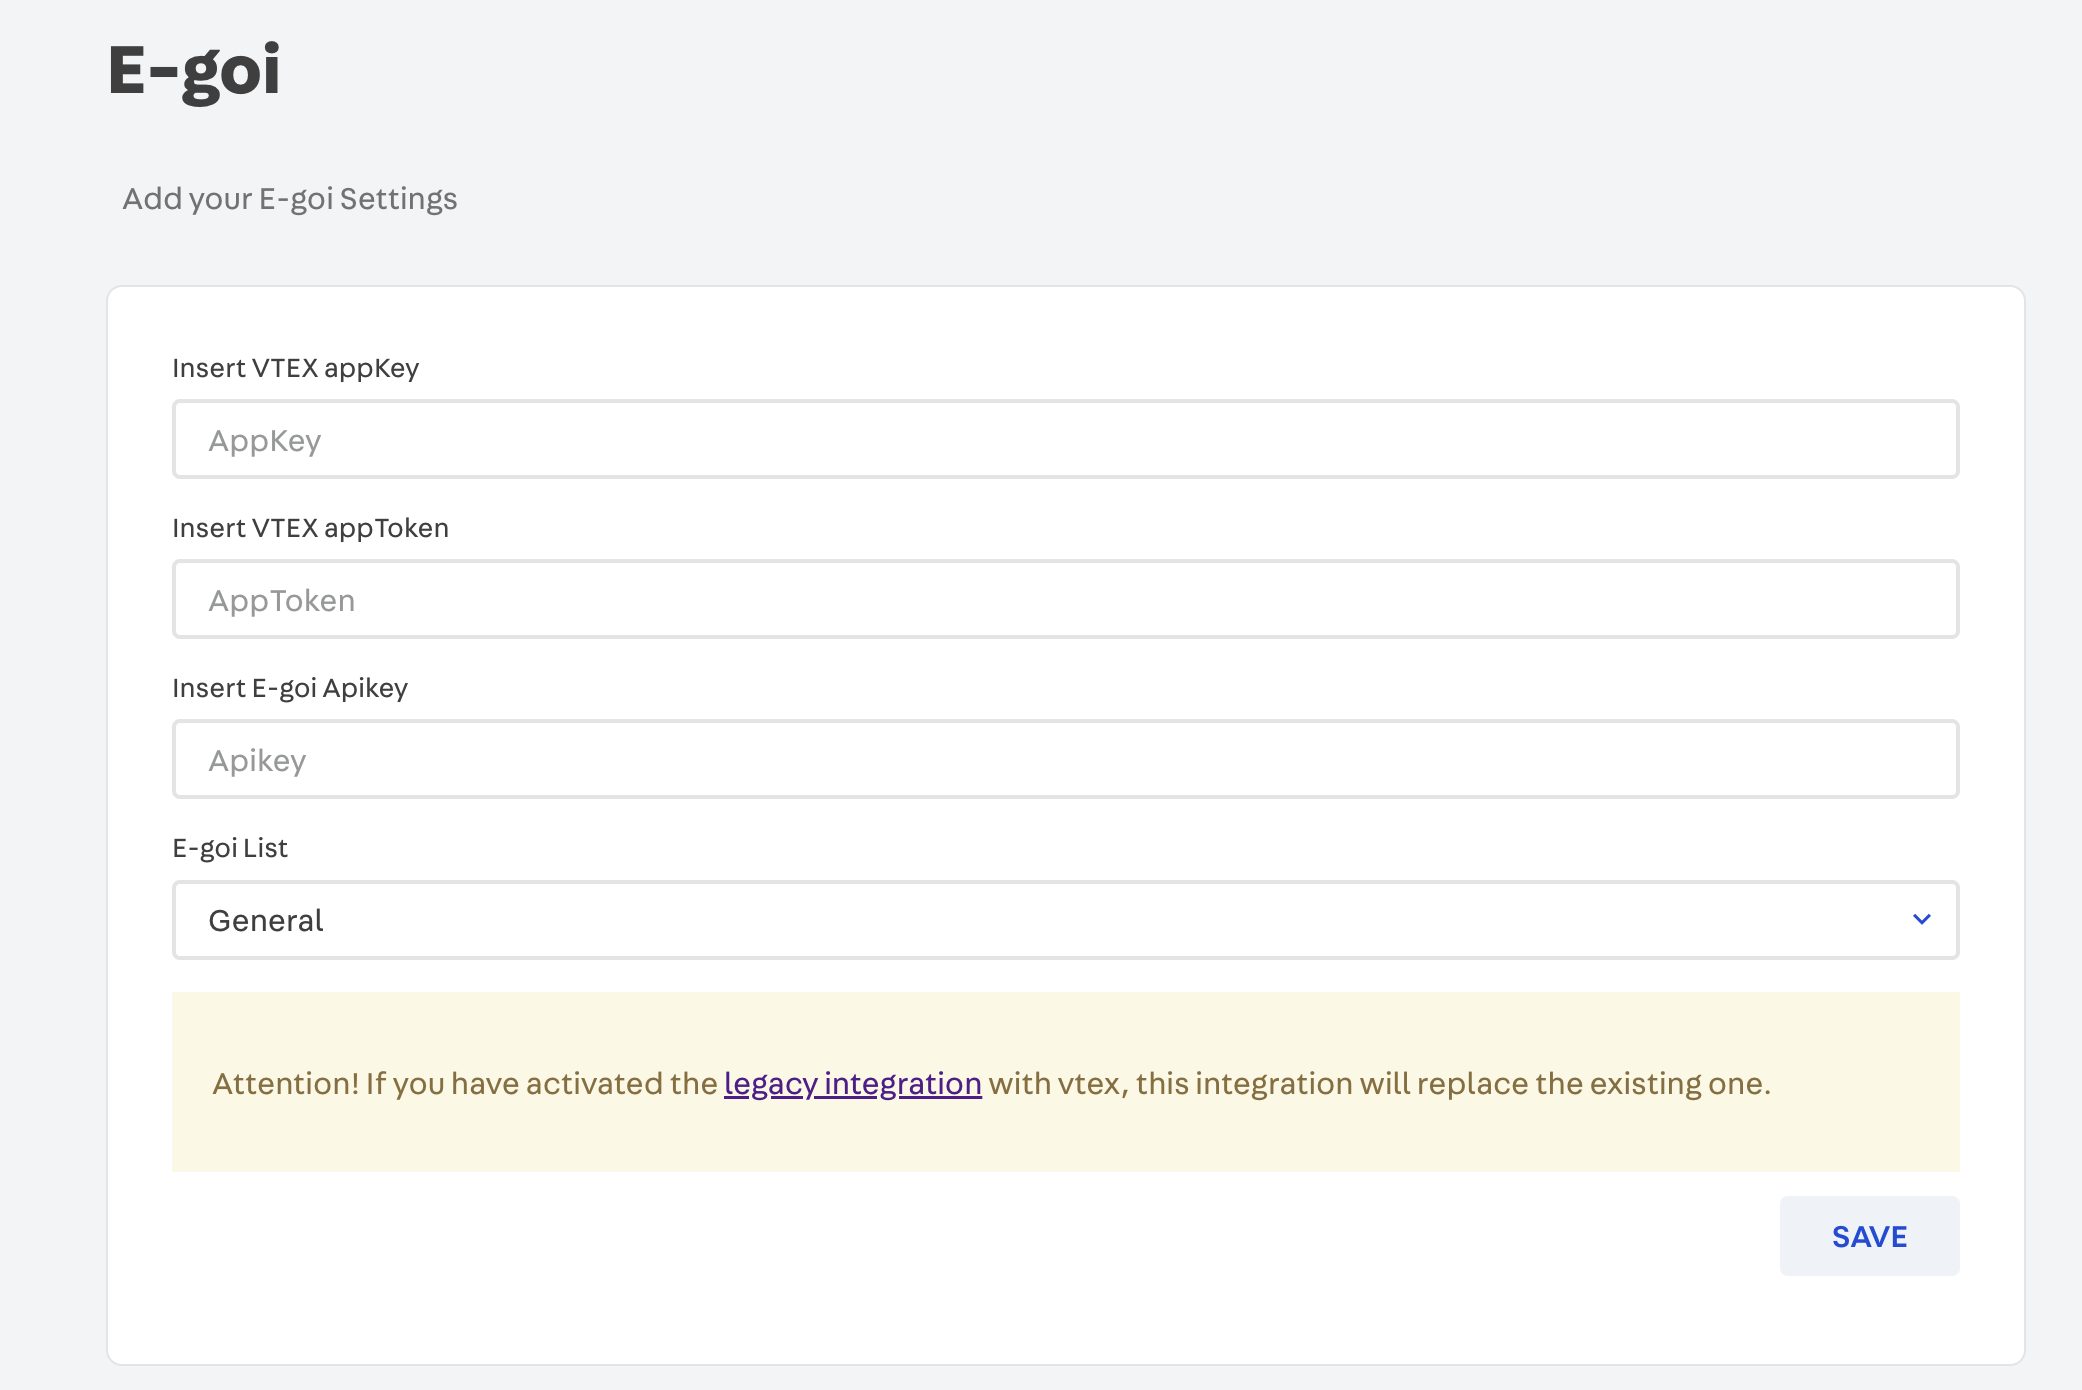 E-goi
Add your E-goi Settings
Insert VTEX appKey
AppKey
Insert VTEX appToken
AppToken
Insert E-goi Apikey
Apikey
E-goi List
General
Attention! If you have activated the legacy integration with vtex, this integration will replace the existing one.
SAVE